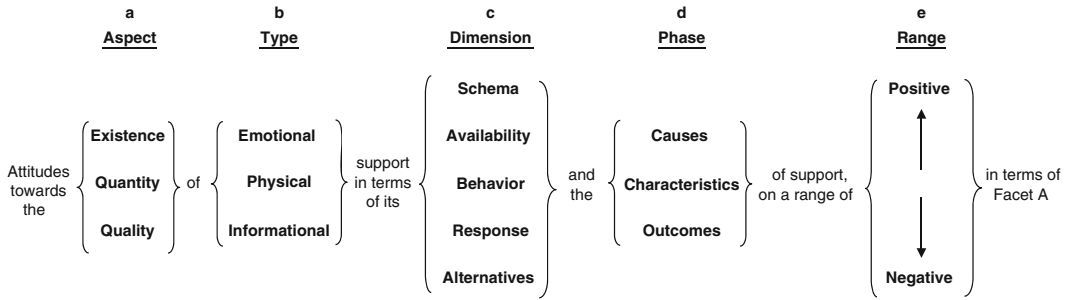 a
Aspect
b
Type
c
Dimension
d
Phase
e
Range
Attitudes
towards
the
Existence
Quantity
Quality
of
Emotional
Physical
Informational
support
in terms
of its
Schema
Availability
Behavior
Response
Alternatives
and
the
Causes
Characteristics
Outcomes
of support,
on a range of
Positive
Negative
in terms of
Facet A